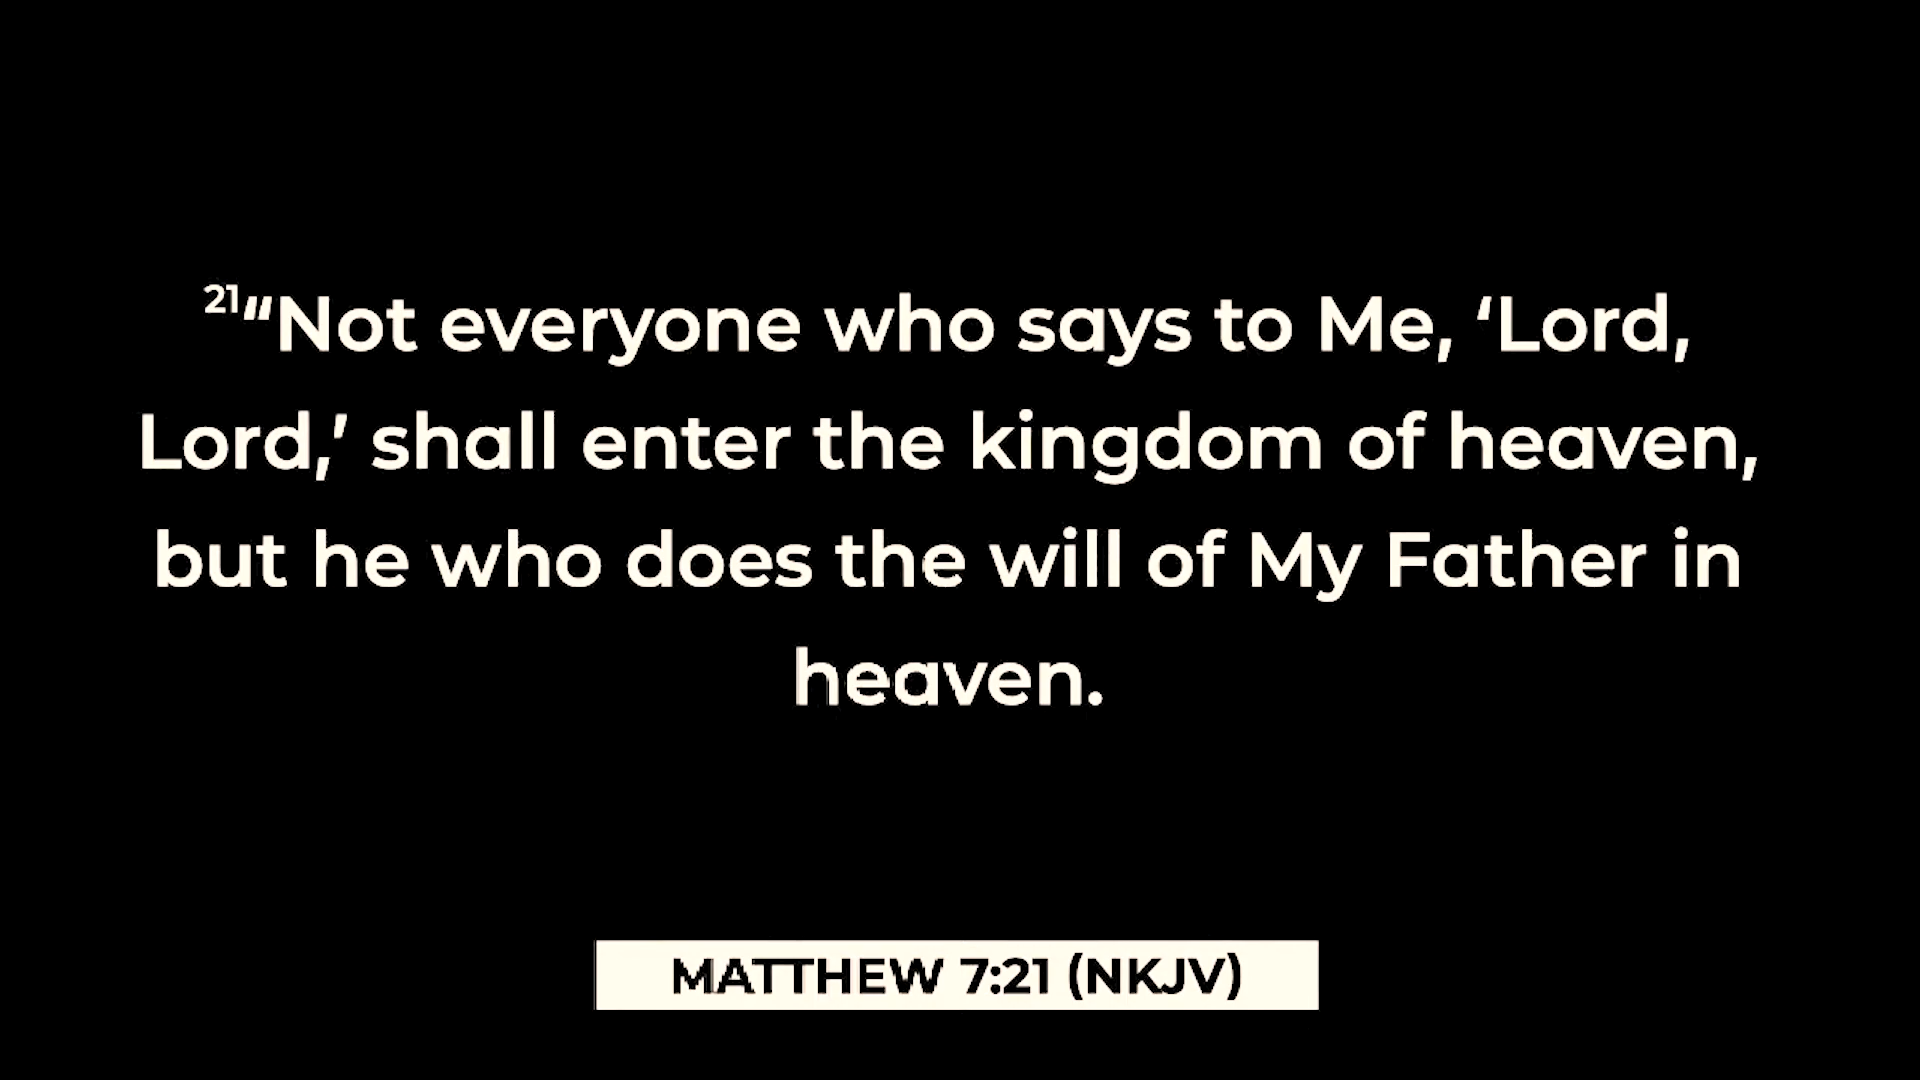 21“Not everyone who says to Me, ‘Lord,
Lord,’ shall enter the kingdom of heaven,
but he who does the will of My Father in
heaven.
MATTHEW 7:21 (NKJV)